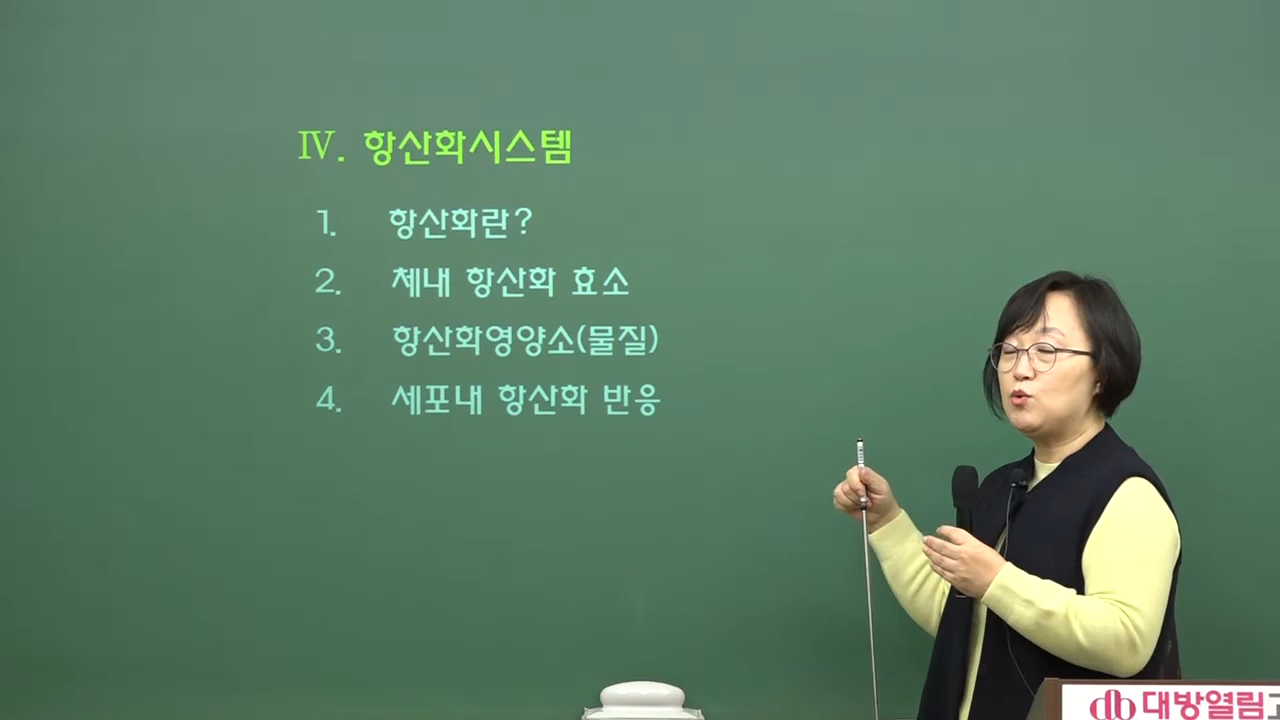 Ⅳ. 항산화시스템
1. 항산화란?
2. 체내 항산화 효소
3. 항산화영양소(물질)
4. 세포내 항산화 반응
대방열림